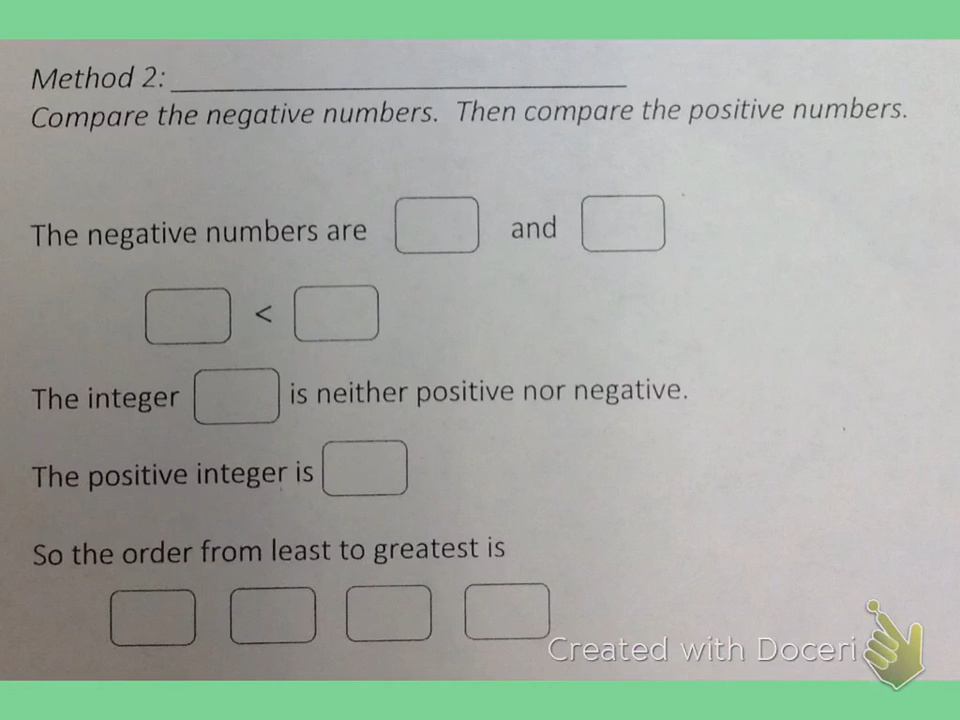 Method 2: ______________________________
Compare the negative numbers. Then compare the positive numbers.
The negative numbers are and
<
The integer is neither positive nor negative.
The positive integer is
So the order from least to greatest is
Created with Doceri